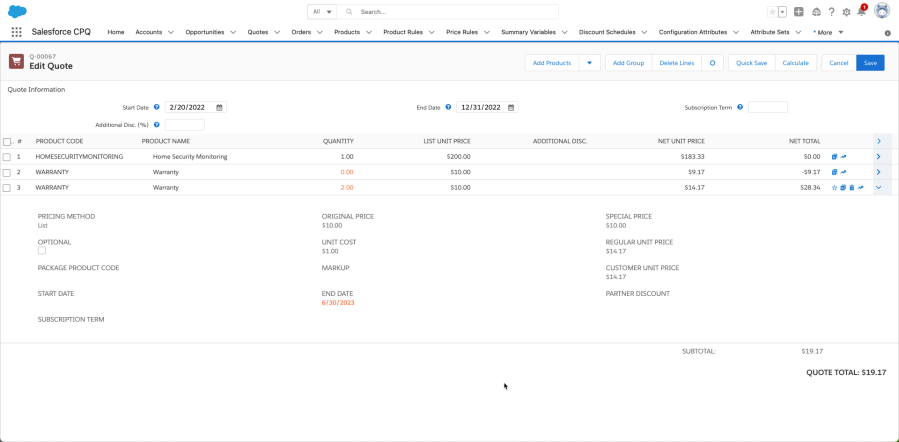 All
Search...
1
Salesforce CPQ Home Accounts Opportunities Quotes Orders Products Product Rules Price Rules Summary Variables Discount Schedules Configuration Attributes Attribute Sets * More
Q-00067
Edit Quote
Add Products Add Group Delete Lines Quick Save Calculate Cancel Save
Quote Information
Start Date 2/20/2022 End Date 12/31/2022 Subscription Term
Additional Disc. (%)
# PRODUCT CODE PRODUCT NAME QUANTITY LIST UNIT PRICE ADDITIONAL DISC. NET UNIT PRICE NET TOTAL
1 HOMESECURITYMONITORING Home Security Monitoring 1.00 $200.00 $183.33 $0.00
2 WARRANTY Warranty 0.00 $10.00 $9.17 -$9.17
3 WARRANTY Warranty 2.00 $10.00 $14.17 $28.34
PRICING METHOD ORIGINAL PRICE SPECIAL PRICE
List $10.00 $10.00
OPTIONAL UNIT COST REGULAR UNIT PRICE
$1.00 $14.17
PACKAGE PRODUCT CODE MARKUP CUSTOMER UNIT PRICE
$14.17
START DATE END DATE PARTNER DISCOUNT
6/30/2023
SUBSCRIPTION TERM
SUBTOTAL: $19.17
QUOTE TOTAL: $19.17